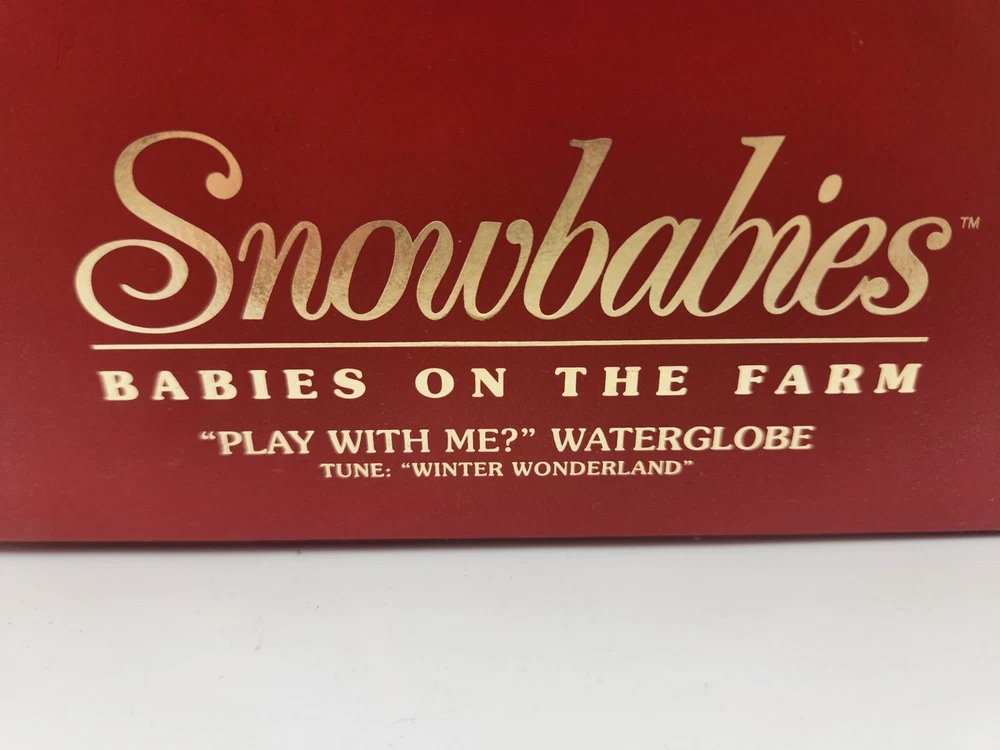 Snowbabies™
BABIES ON THE FARM
“PLAY WITH ME?” WATERGLOBE
TUNE: “WINTER WONDERLAND”